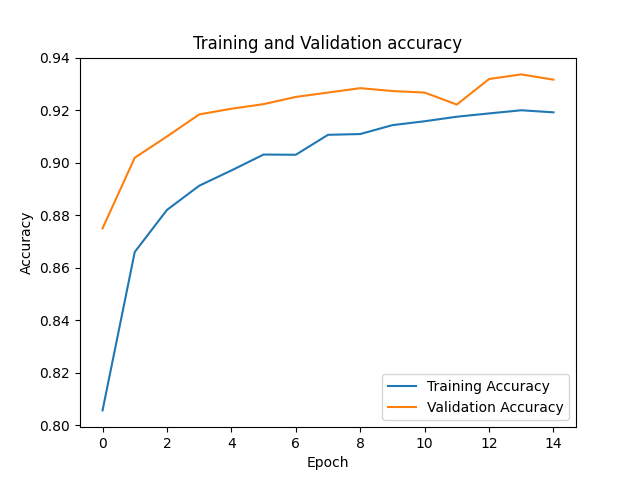 Training and Validation accuracy
0.94
0.92
0.90
0.88
0.86
0.84
0.82
0.80
Accuracy
Training Accuracy
Validation Accuracy
0 2 4 6 8 10 12 14
Epoch